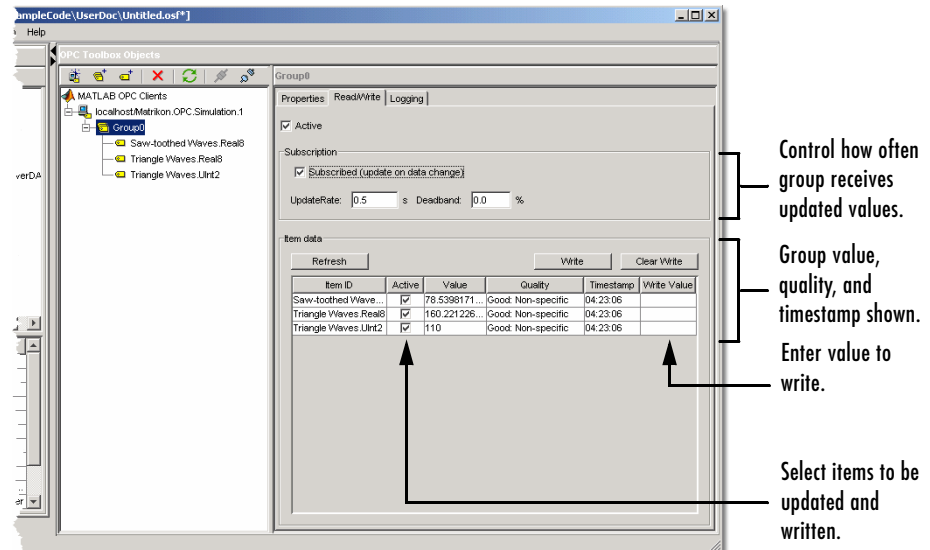 ampleCode\UserDoc\Untitled.osf*]
Help
OPC Toolbox Objects
Group0
MATLAB OPC Clients
localhost/Matrikon.OPC.Simulation.1
Group0
Saw-toothed Waves.Real8
Triangle Waves.Real8
Triangle Waves.UInt2
verDA
er
Properties Read/Write Logging
Active
Subscription
Subscribed (update on data change)
UpdateRate: 0.5 s Deadband: 0.0 %
Item data
Refresh Write Clear Write
Item ID Active Value Quality Timestamp Write Value
Saw-toothed Wave... 78.5398171... Good: Non-specific 04:23:06
Triangle Waves.Real8 160.221226... Good: Non-specific 04:23:06
Triangle Waves.UInt2 110 Good: Non-specific 04:23:06
Control how often
group receives
updated values.
Group value,
quality, and
timestamp shown.
Enter value to
write.
Select items to be
updated and
written.